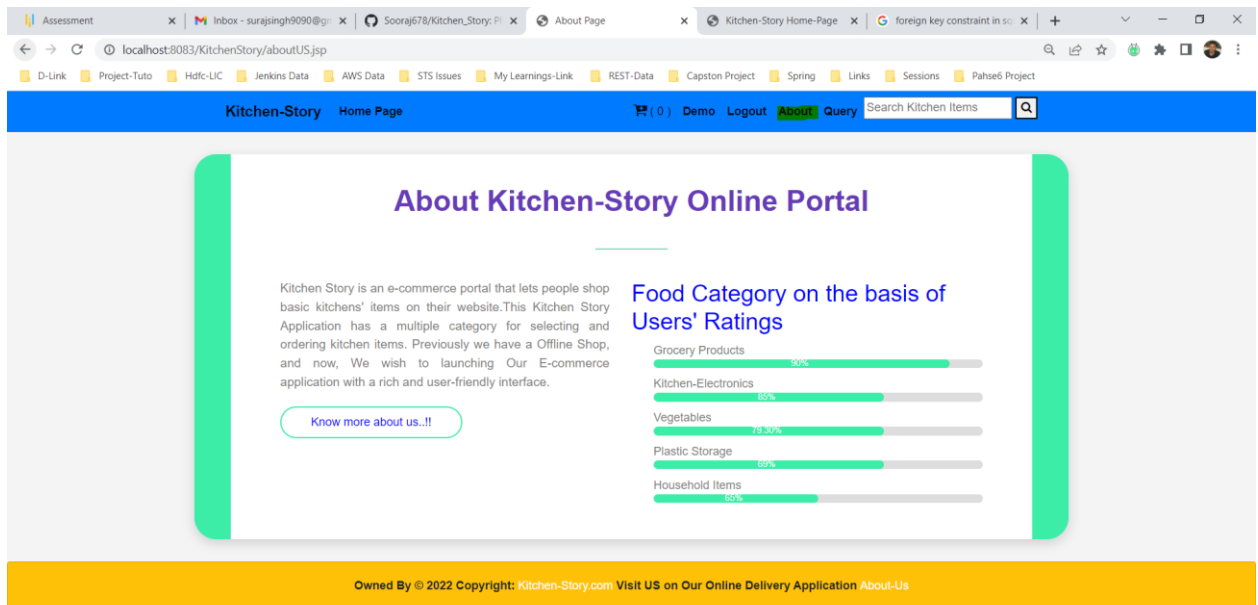 Assessment
Inbox - surajsingh9090@gm
Sooraj678/Kitchen_Story: P
About Page
Kitchen-Story Home-Page
foreign key constraint in sq
localhost:8083/KitchenStory/aboutUS.jsp
D-Link Project-Tuto Hdfc-LIC Jenkins Data AWS Data STS Issues My Learnings-Link REST-Data Capston Project Spring Links Sessions Pahse6 Project
Kitchen-Story Home Page ( 0 ) Demo Logout About Query Search Kitchen Items
About Kitchen-Story Online Portal
Kitchen Story is an e-commerce portal that lets people shop
basic kitchens' items on their website.This Kitchen Story
Application has a multiple category for selecting and
ordering kitchen items. Previously we have a Offline Shop,
and now, We wish to launching Our E-commerce
application with a rich and user-friendly interface.
Know more about us..!!
Food Category on the basis of
Users' Ratings
Grocery Products
90%
Kitchen-Electronics
85%
Vegetables
79.30%
Plastic Storage
69%
Household Items
65%
Owned By © 2022 Copyright: Kitchen-Story.com Visit US on Our Online Delivery Application About-Us